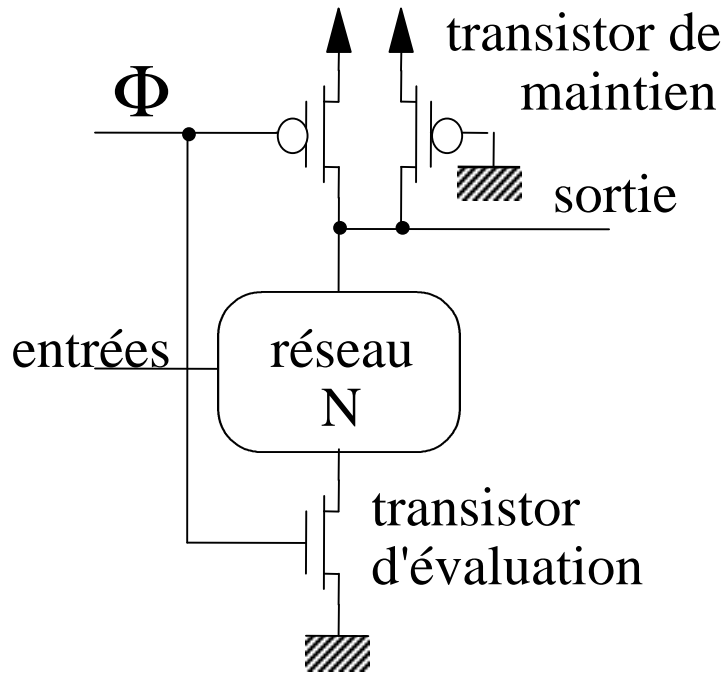 transistor de
maintien
Φ
sortie
entrées
réseau
N
transistor
d'évaluation